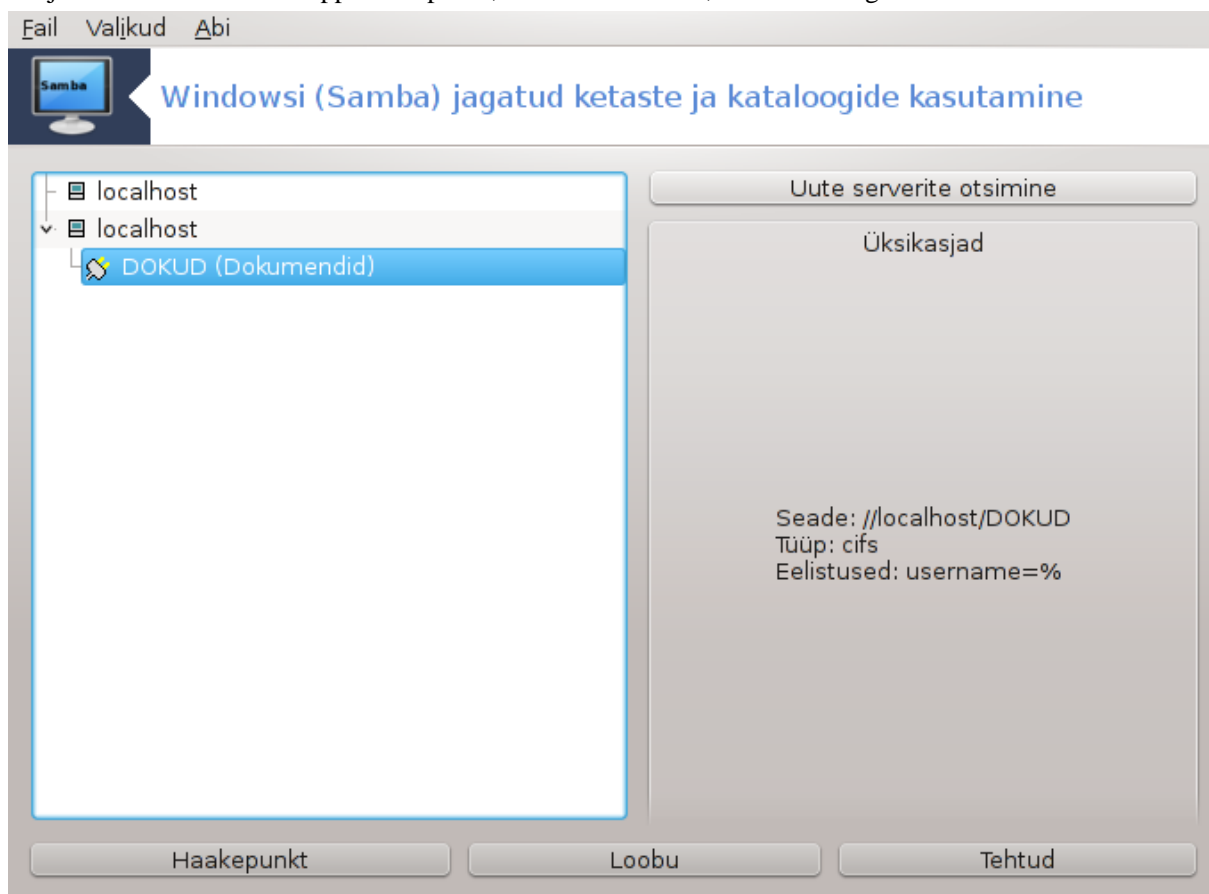 Fail Valikud Abi
Samba
Windowsi (Samba) jagatud ketaste ja kataloogide kasutamine
localhost
localhost
DOKUD (Dokumendid)
Uute serverite otsimine
Üksikasjad
Seade: //localhost/DOKUD
Tüüp: cifs
Eelistused: username=%
Haakepunkt Loobu Tehtud